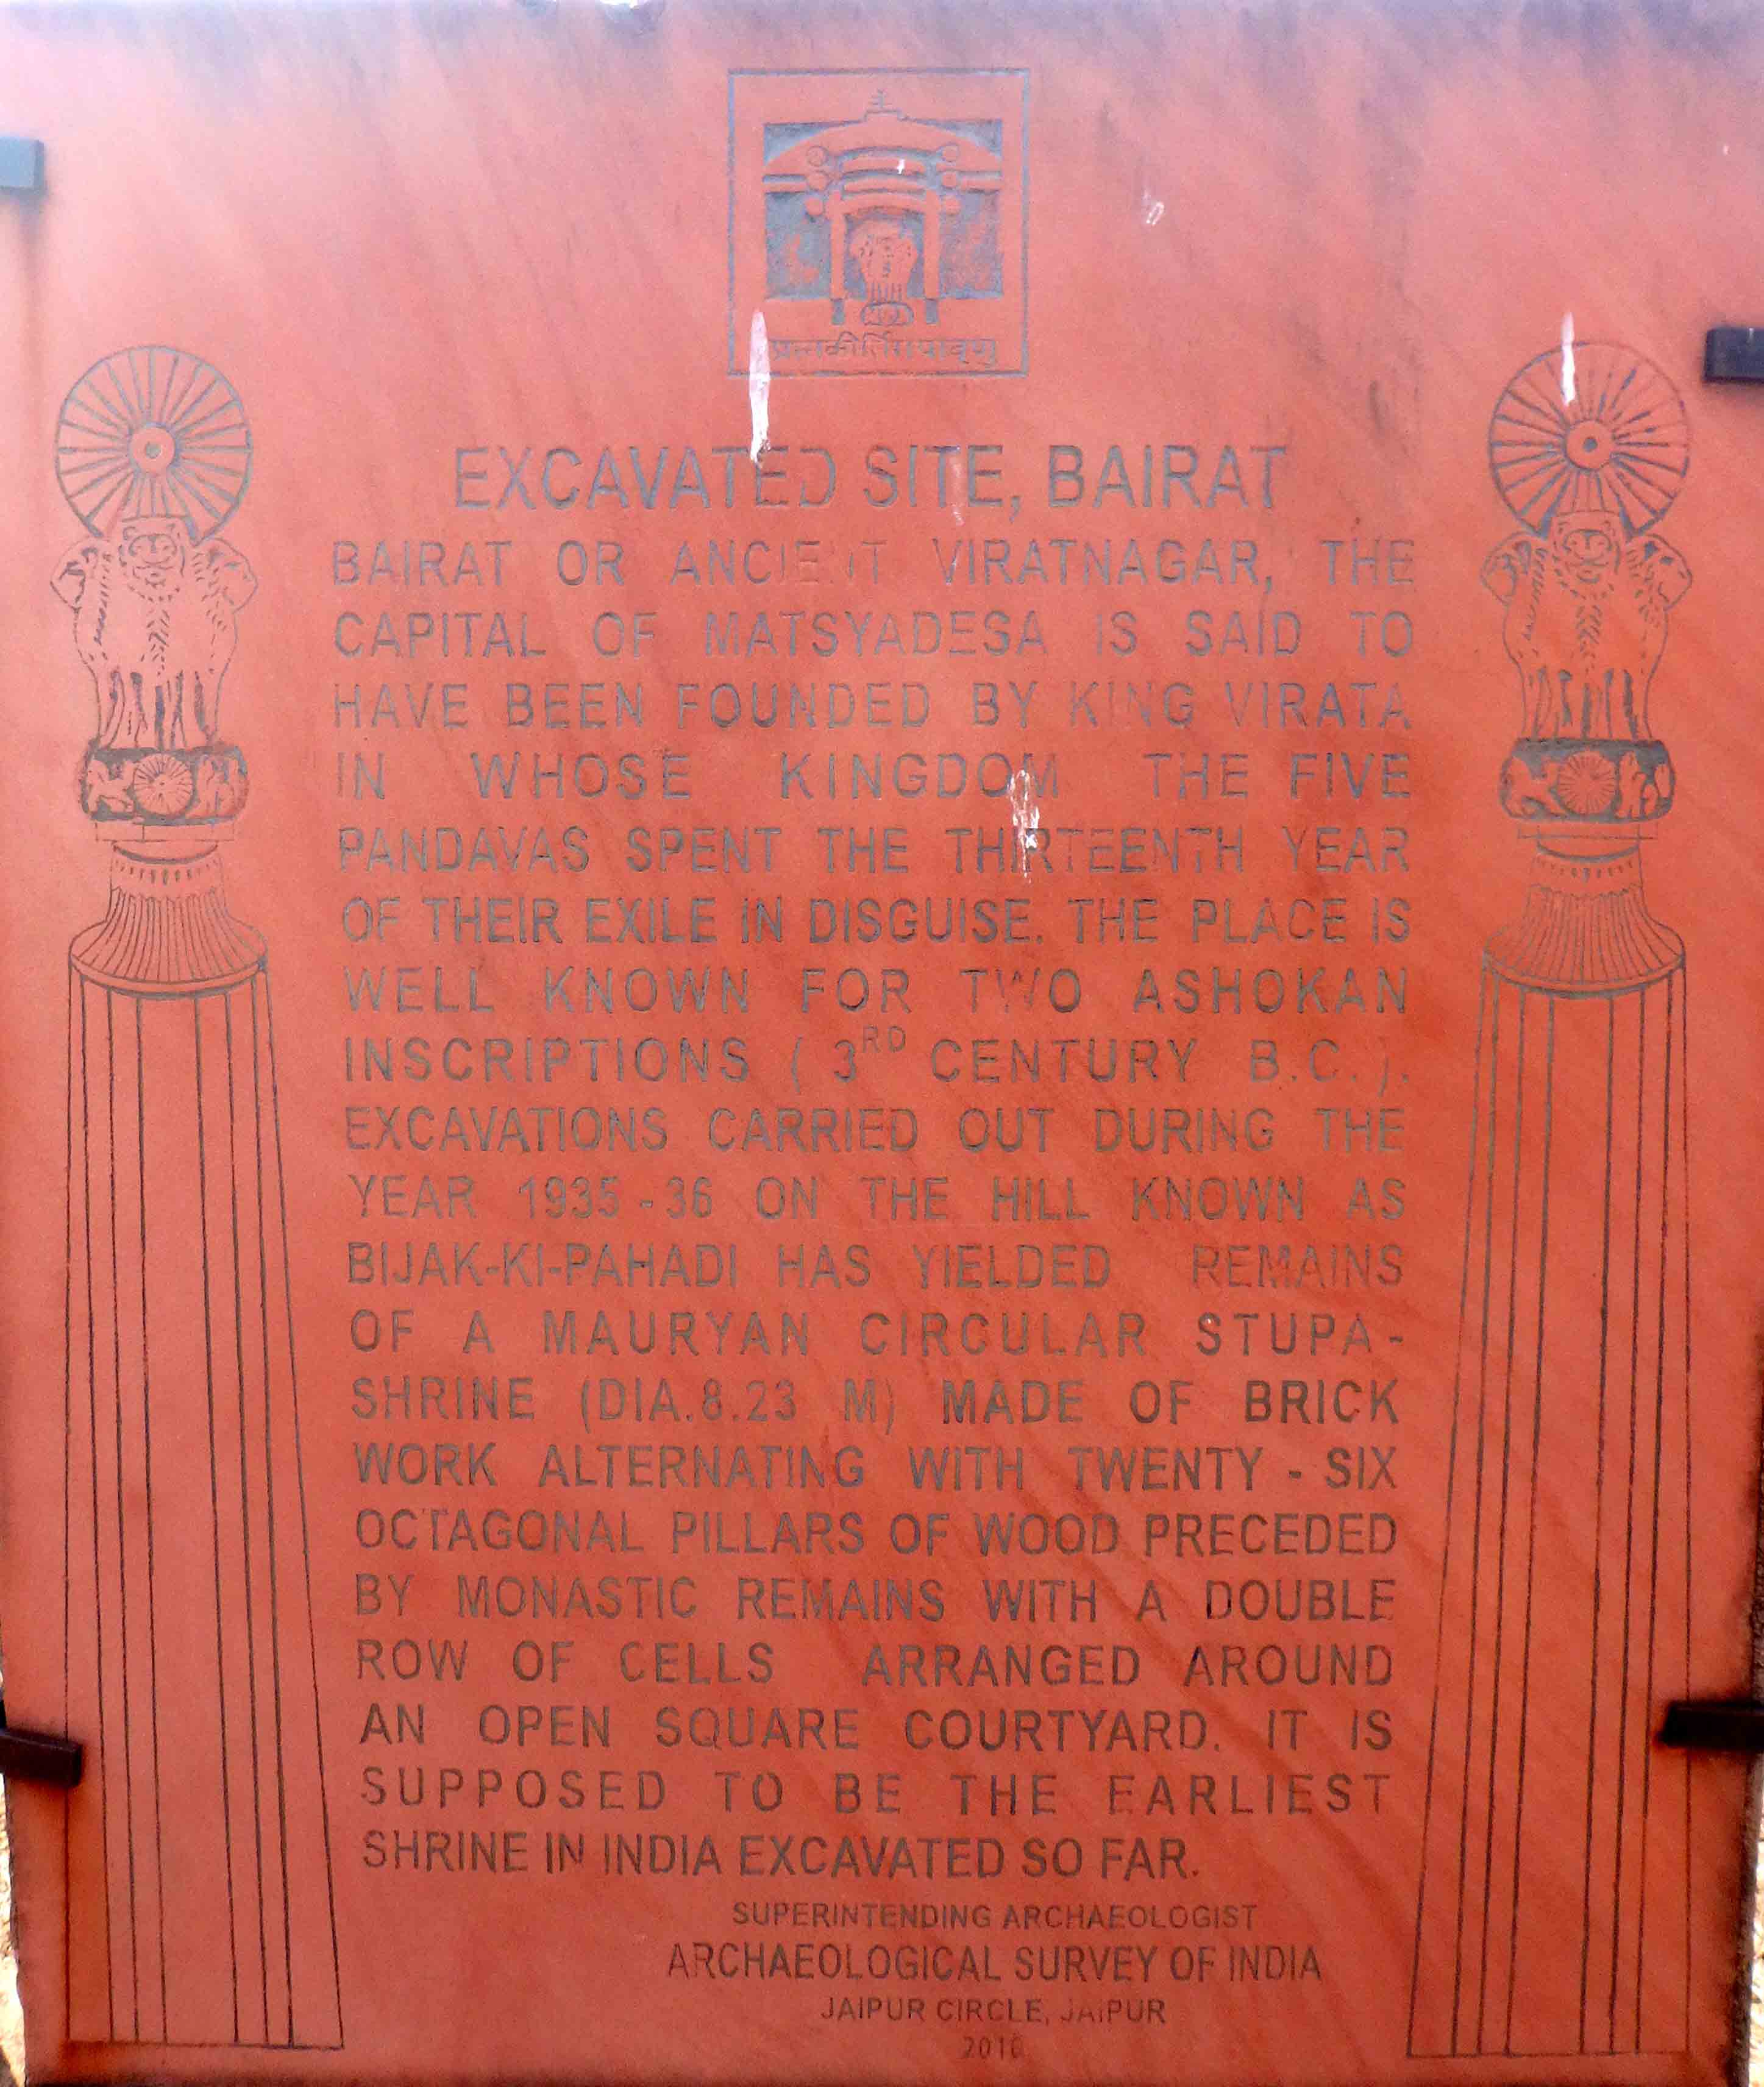 प्रत्नकीर्तिमपावृणु
EXCAVATED SITE, BAIRAT
BAIRAT OR ANCIENT VIRATNAGAR, THE
CAPITAL OF MATSYADESA IS SAID TO
HAVE BEEN FOUNDED BY KING VIRATA
IN WHOSE KINGDOM THE FIVE
PANDAVAS SPENT THE THIRTEENTH YEAR
OF THEIR EXILE IN DISGUISE. THE PLACE IS
WELL KNOWN FOR TWO ASHOKAN
INSCRIPTIONS ( 3RD CENTURY B.C. ).
EXCAVATIONS CARRIED OUT DURING THE
YEAR 1935 - 36 ON THE HILL KNOWN AS
BIJAK-KI-PAHADI HAS YIELDED REMAINS
OF A MAURYAN CIRCULAR STUPA-
SHRINE (DIA.8.23 M) MADE OF BRICK
WORK ALTERNATING WITH TWENTY - SIX
OCTAGONAL PILLARS OF WOOD PRECEDED
BY MONASTIC REMAINS WITH A DOUBLE
ROW OF CELLS ARRANGED AROUND
AN OPEN SQUARE COURTYARD. IT IS
SUPPOSED TO BE THE EARLIEST
SHRINE IN INDIA EXCAVATED SO FAR.
SUPERINTENDING ARCHAEOLOGIST
ARCHAEOLOGICAL SURVEY OF INDIA
JAIPUR CIRCLE, JAIPUR